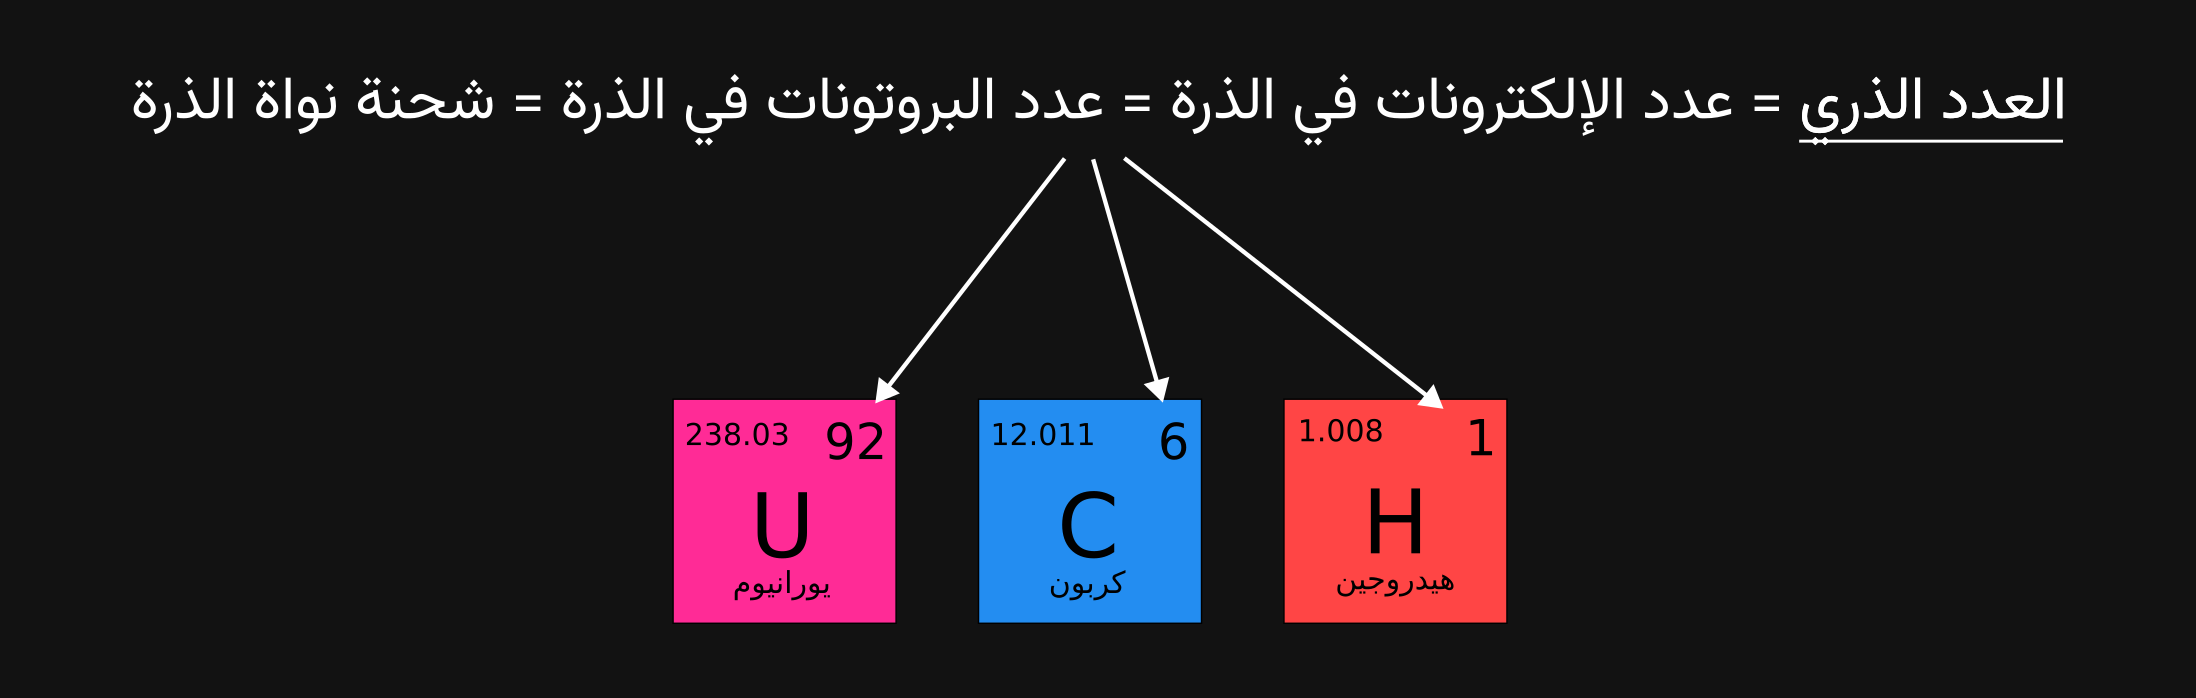 العدد الذري = عدد الإلكترونات في الذرة = عدد البروتونات في الذرة = شحنة نواة الذرة
1 1.008
H
هيدروجين
6 12.011
C
كربون
92 238.03
U
يورانيوم